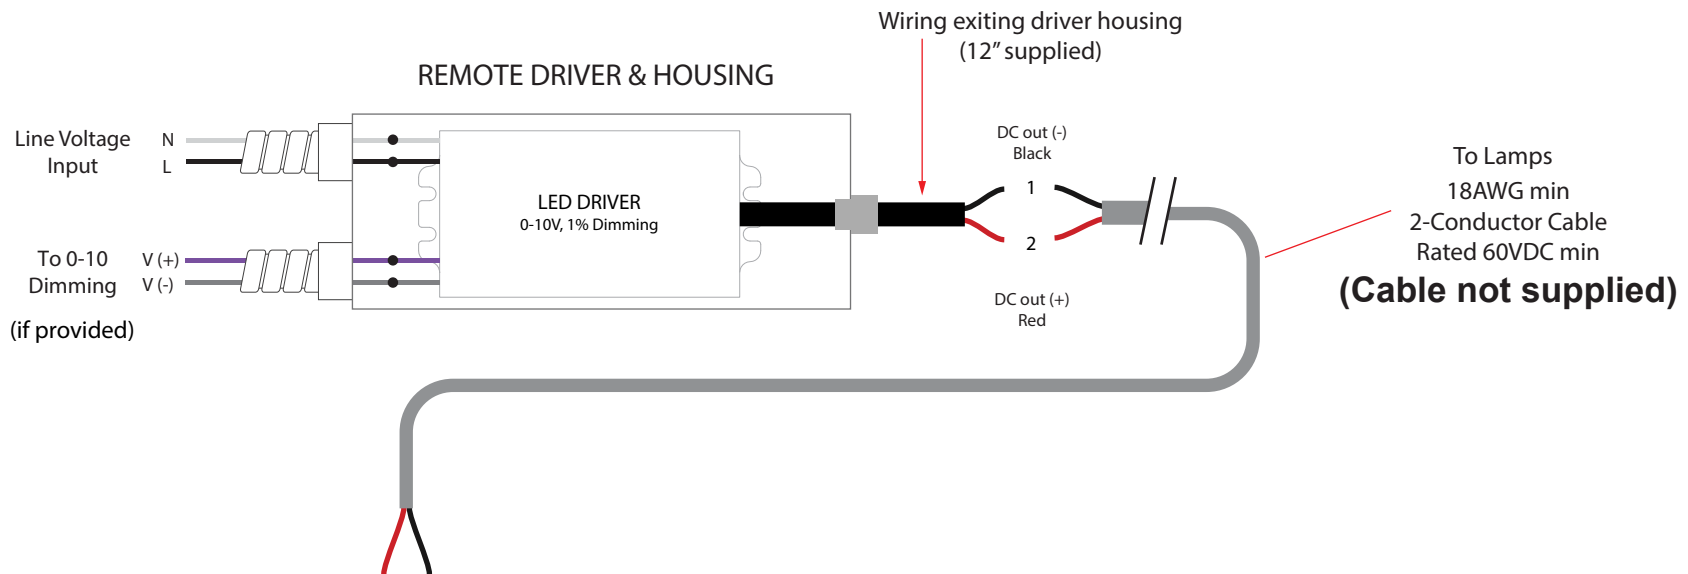 Wiring exiting driver housing
(12” supplied)
REMOTE DRIVER & HOUSING
Line Voltage
Input
N
L
LED DRIVER
0-10V, 1% Dimming
To 0-10
Dimming
V (+)
V (-)
(if provided)
DC out (-)
Black
1
2
DC out (+)
Red
To Lamps
18AWG min
2-Conductor Cable
Rated 60VDC min
(Cable not supplied)